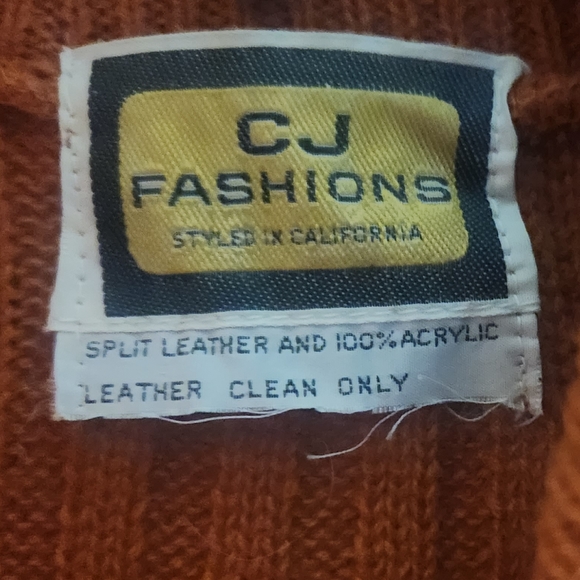 CJ
FASHIONS
STYLED IN CALIFORNIA
SPLIT LEATHER AND 100% ACRYLIC
LEATHER CLEAN ONLY